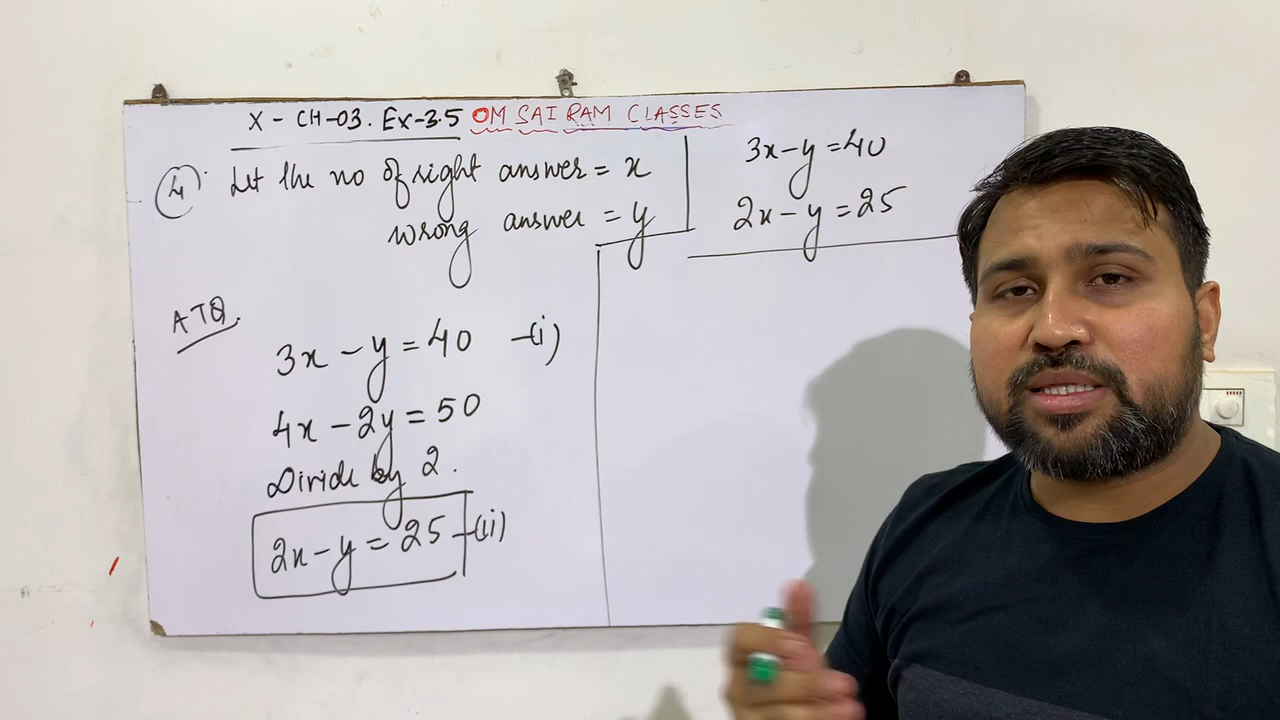 X - CH-03. Ex-3.5 OM SAI RAM CLASSES
(4). Let the no of right answer = x
wrong answer = y
3x-y=40
2x-y=25
ATQ.
3x-y=40 -(i)
4x-2y=50
Divide by 2.
2x-y=25 -(ii)